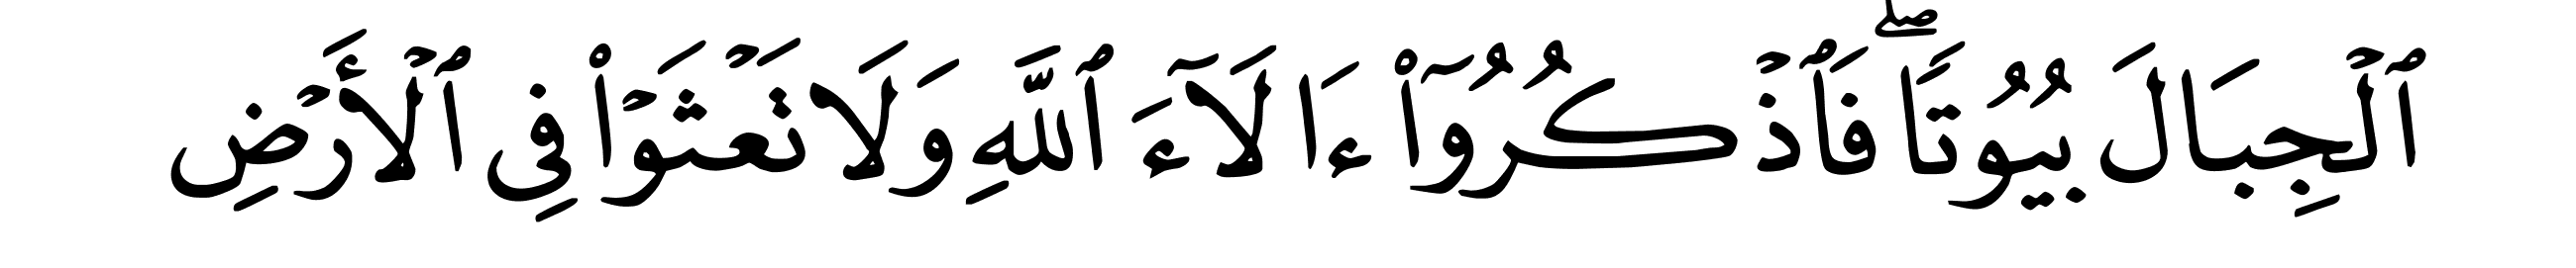 ٱلْجِبَالَ بُيُوتًا ۖ فَٱذْكُرُوٓا۟ ءَالَآءَ ٱللَّهِ وَلَا تَعْثَوْا۟ فِى ٱلْأَرْضِ